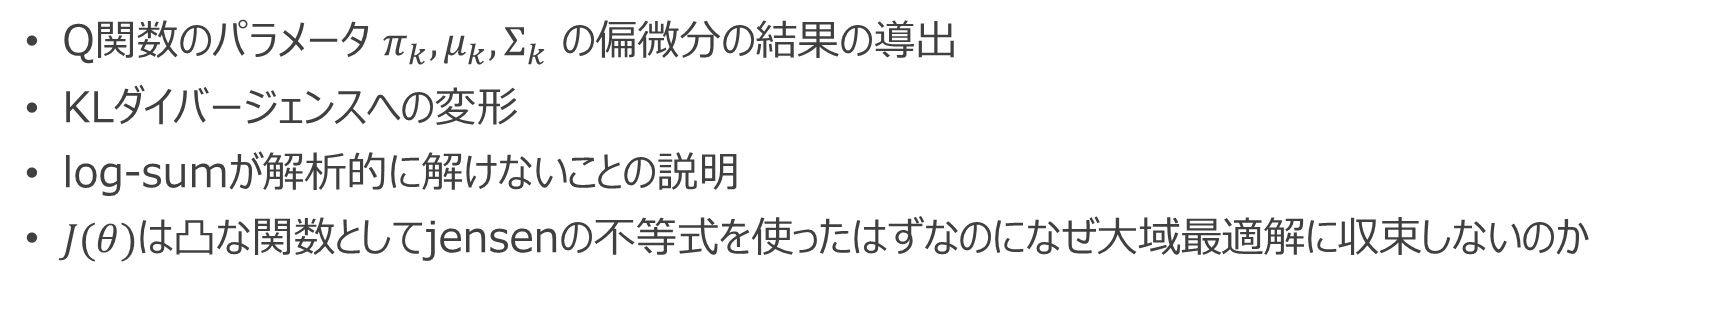 • Q関数のパラメータ π_k, μ_k, Σ_k の偏微分の結果の導出
• KLダイバージェンスへの変形
• log-sumが解析的に解けないことの説明
• J(θ)は凸な関数としてjensenの不等式を使ったはずなのになぜ大域最適解に収束しないのか